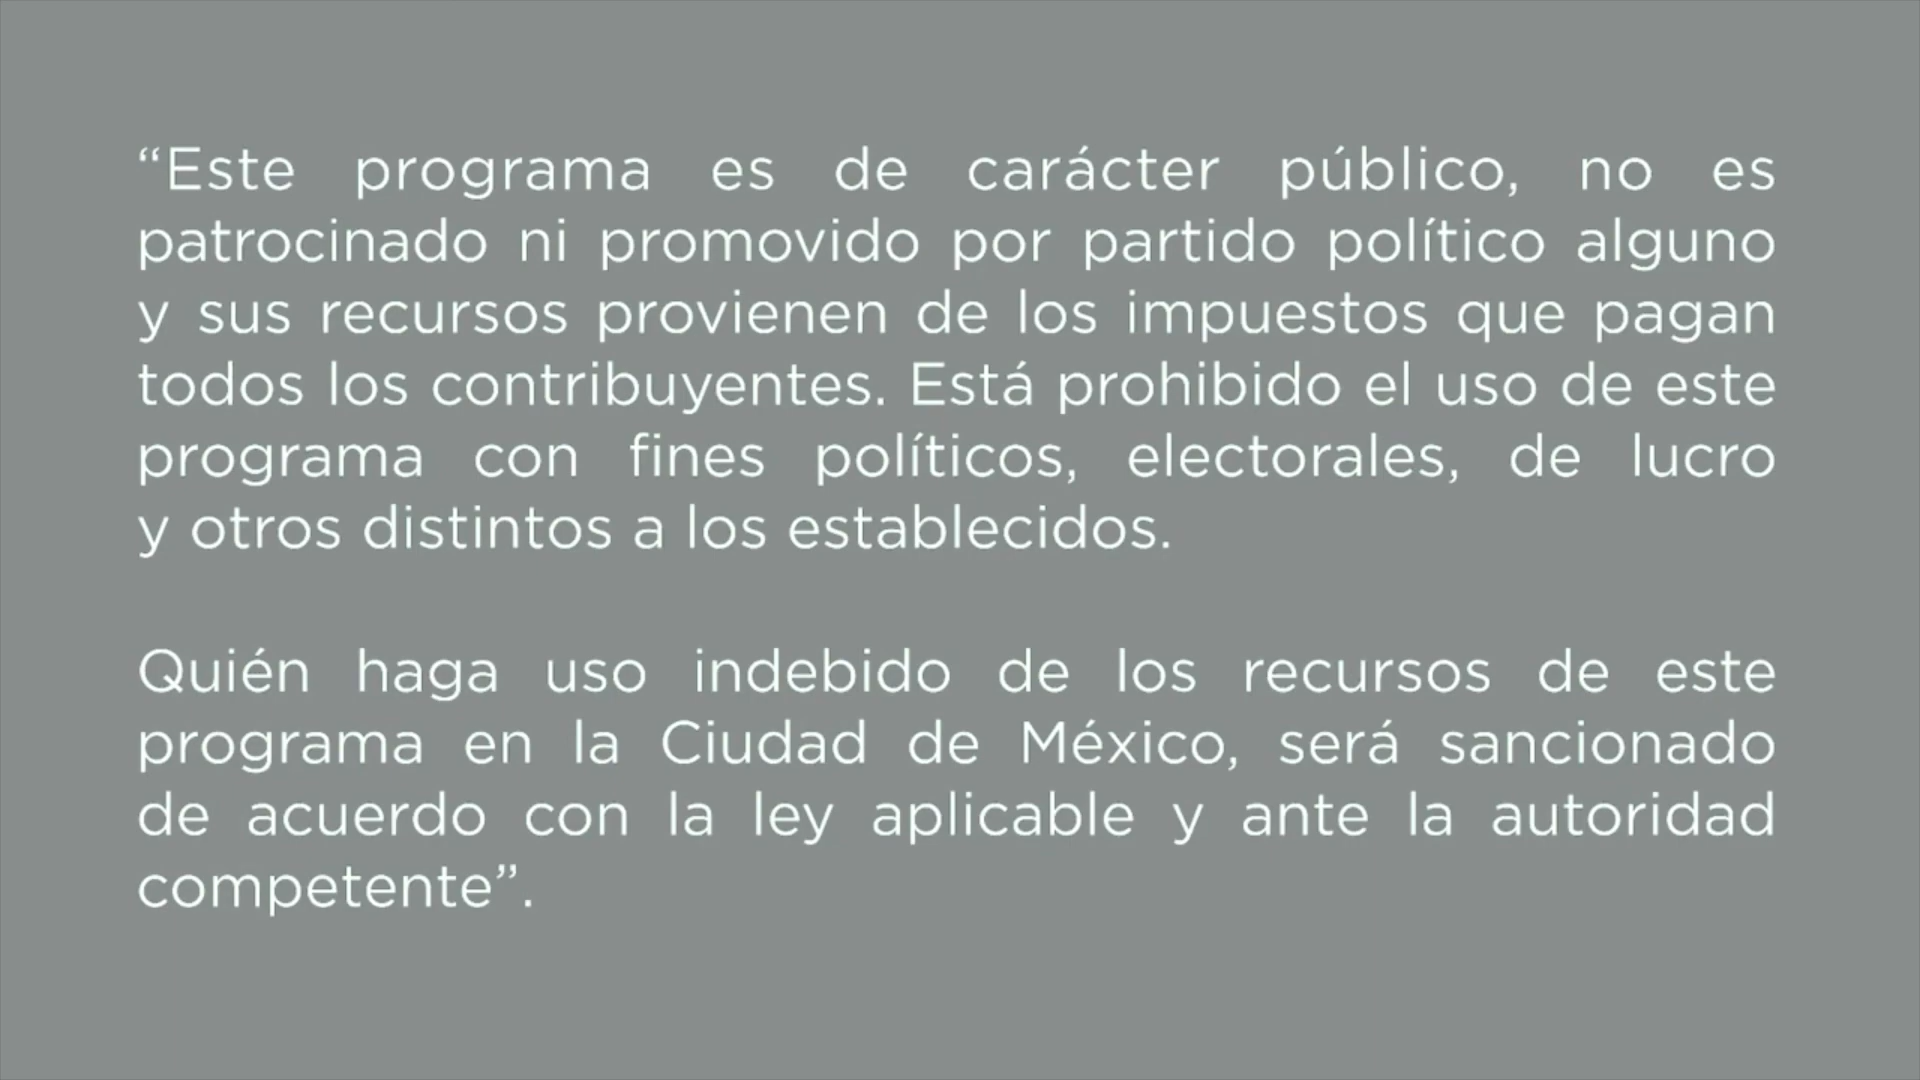 “Este programa es de carácter público, no es
patrocinado ni promovido por partido político alguno
y sus recursos provienen de los impuestos que pagan
todos los contribuyentes. Está prohibido el uso de este
programa con fines políticos, electorales, de lucro
y otros distintos a los establecidos.
Quién haga uso indebido de los recursos de este
programa en la Ciudad de México, será sancionado
de acuerdo con la ley aplicable y ante la autoridad
competente”.